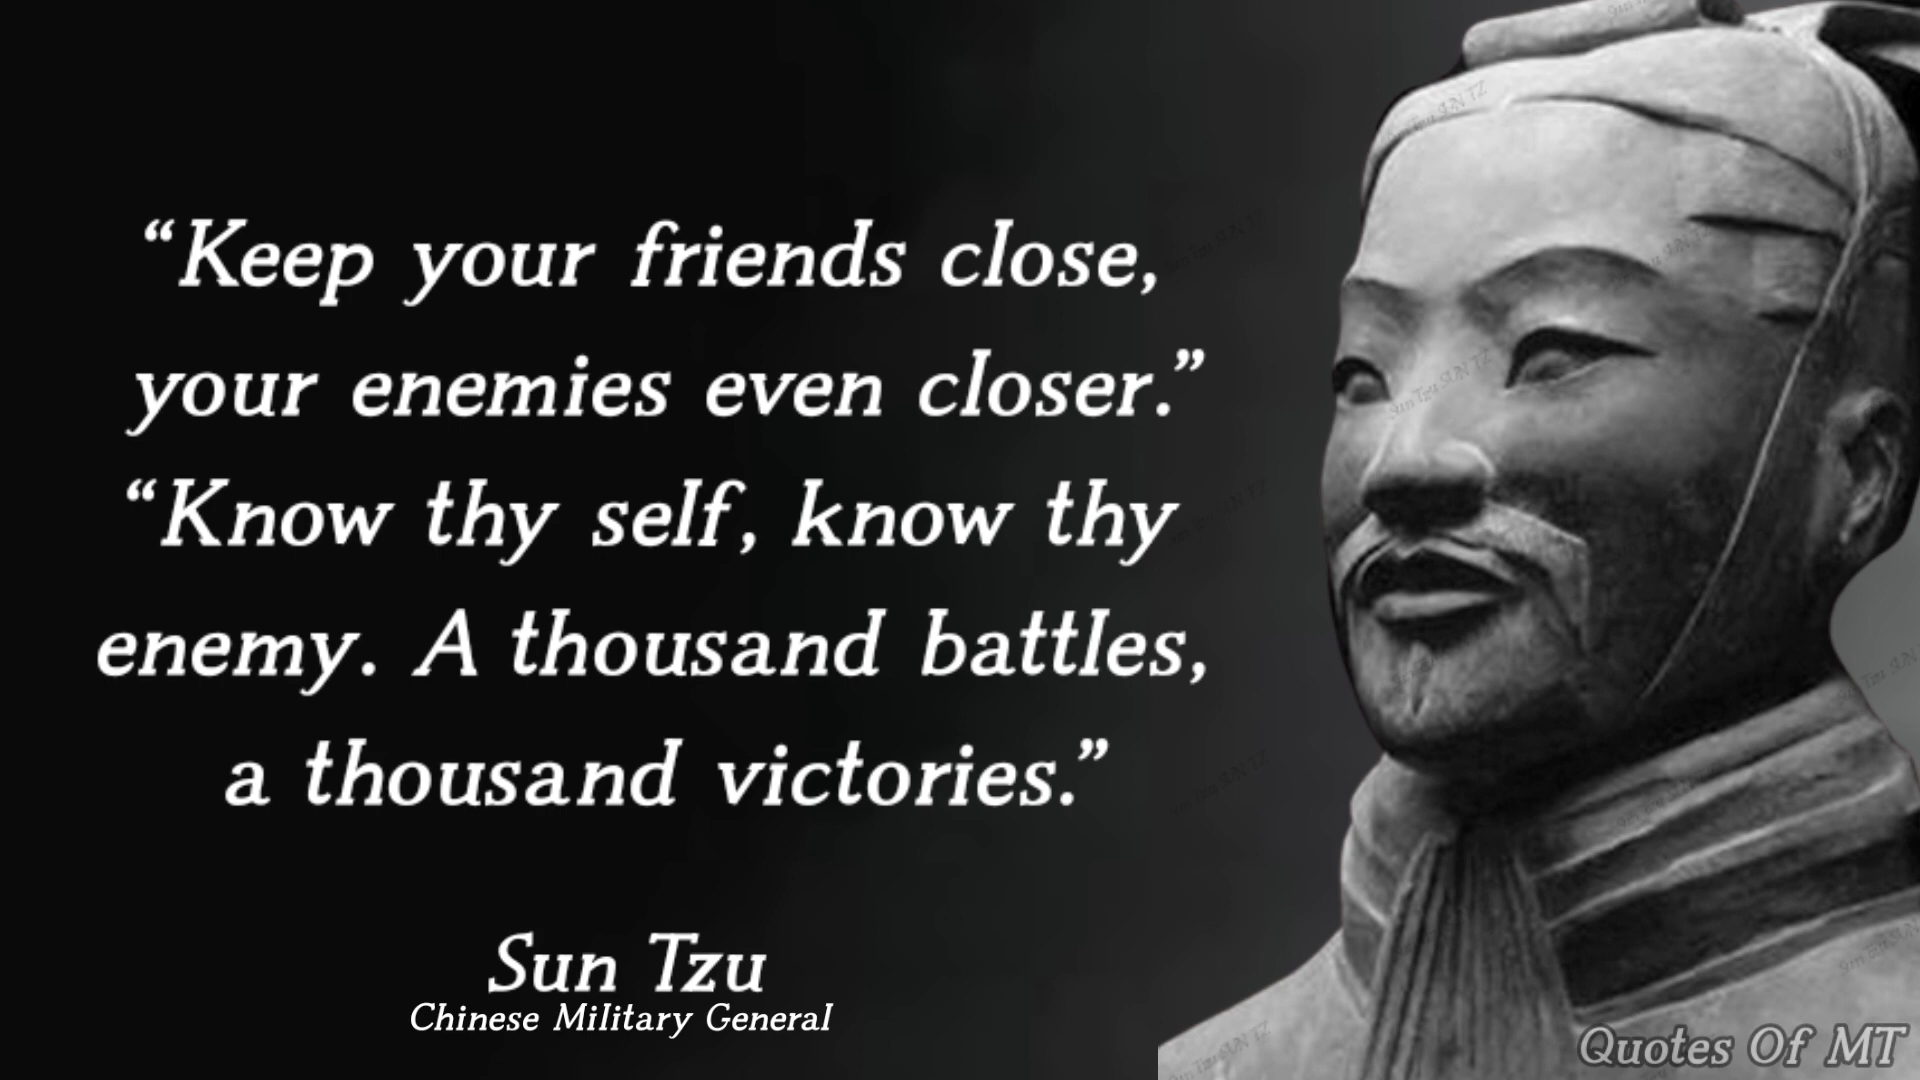 “Keep your friends close,
your enemies even closer.”
“Know thy self, know thy
enemy. A thousand battles,
a thousand victories.”
Sun Tzu
Chinese Military General
Quotes Of MT